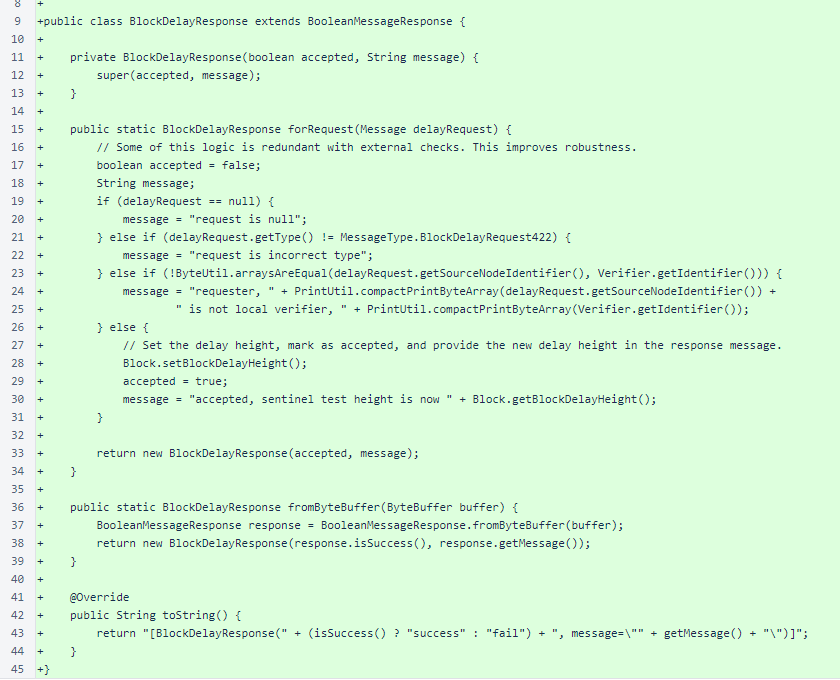 8 +
9 +public class BlockDelayResponse extends BooleanMessageResponse {
10 +
11 +    private BlockDelayResponse(boolean accepted, String message) {
12 +        super(accepted, message);
13 +    }
14 +
15 +    public static BlockDelayResponse forRequest(Message delayRequest) {
16 +        // Some of this logic is redundant with external checks. This improves robustness.
17 +        boolean accepted = false;
18 +        String message;
19 +        if (delayRequest == null) {
20 +            message = "request is null";
21 +        } else if (delayRequest.getType() != MessageType.BlockDelayRequest422) {
22 +            message = "request is incorrect type";
23 +        } else if (!ByteUtil.arraysAreEqual(delayRequest.getSourceNodeIdentifier(), Verifier.getIdentifier())) {
24 +            message = "requester, " + PrintUtil.compactPrintByteArray(delayRequest.getSourceNodeIdentifier()) +
25 +                    " is not local verifier, " + PrintUtil.compactPrintByteArray(Verifier.getIdentifier());
26 +        } else {
27 +            // Set the delay height, mark as accepted, and provide the new delay height in the response message.
28 +            Block.setBlockDelayHeight();
29 +            accepted = true;
30 +            message = "accepted, sentinel test height is now " + Block.getBlockDelayHeight();
31 +        }
32 +
33 +        return new BlockDelayResponse(accepted, message);
34 +    }
35 +
36 +    public static BlockDelayResponse fromByteBuffer(ByteBuffer buffer) {
37 +        BooleanMessageResponse response = BooleanMessageResponse.fromByteBuffer(buffer);
38 +        return new BlockDelayResponse(response.isSuccess(), response.getMessage());
39 +    }
40 +
41 +    @Override
42 +    public String toString() {
43 +        return "[BlockDelayResponse(" + (isSuccess() ? "success" : "fail") + ", message=\"" + getMessage() + "\")]";
44 +    }
45 +}